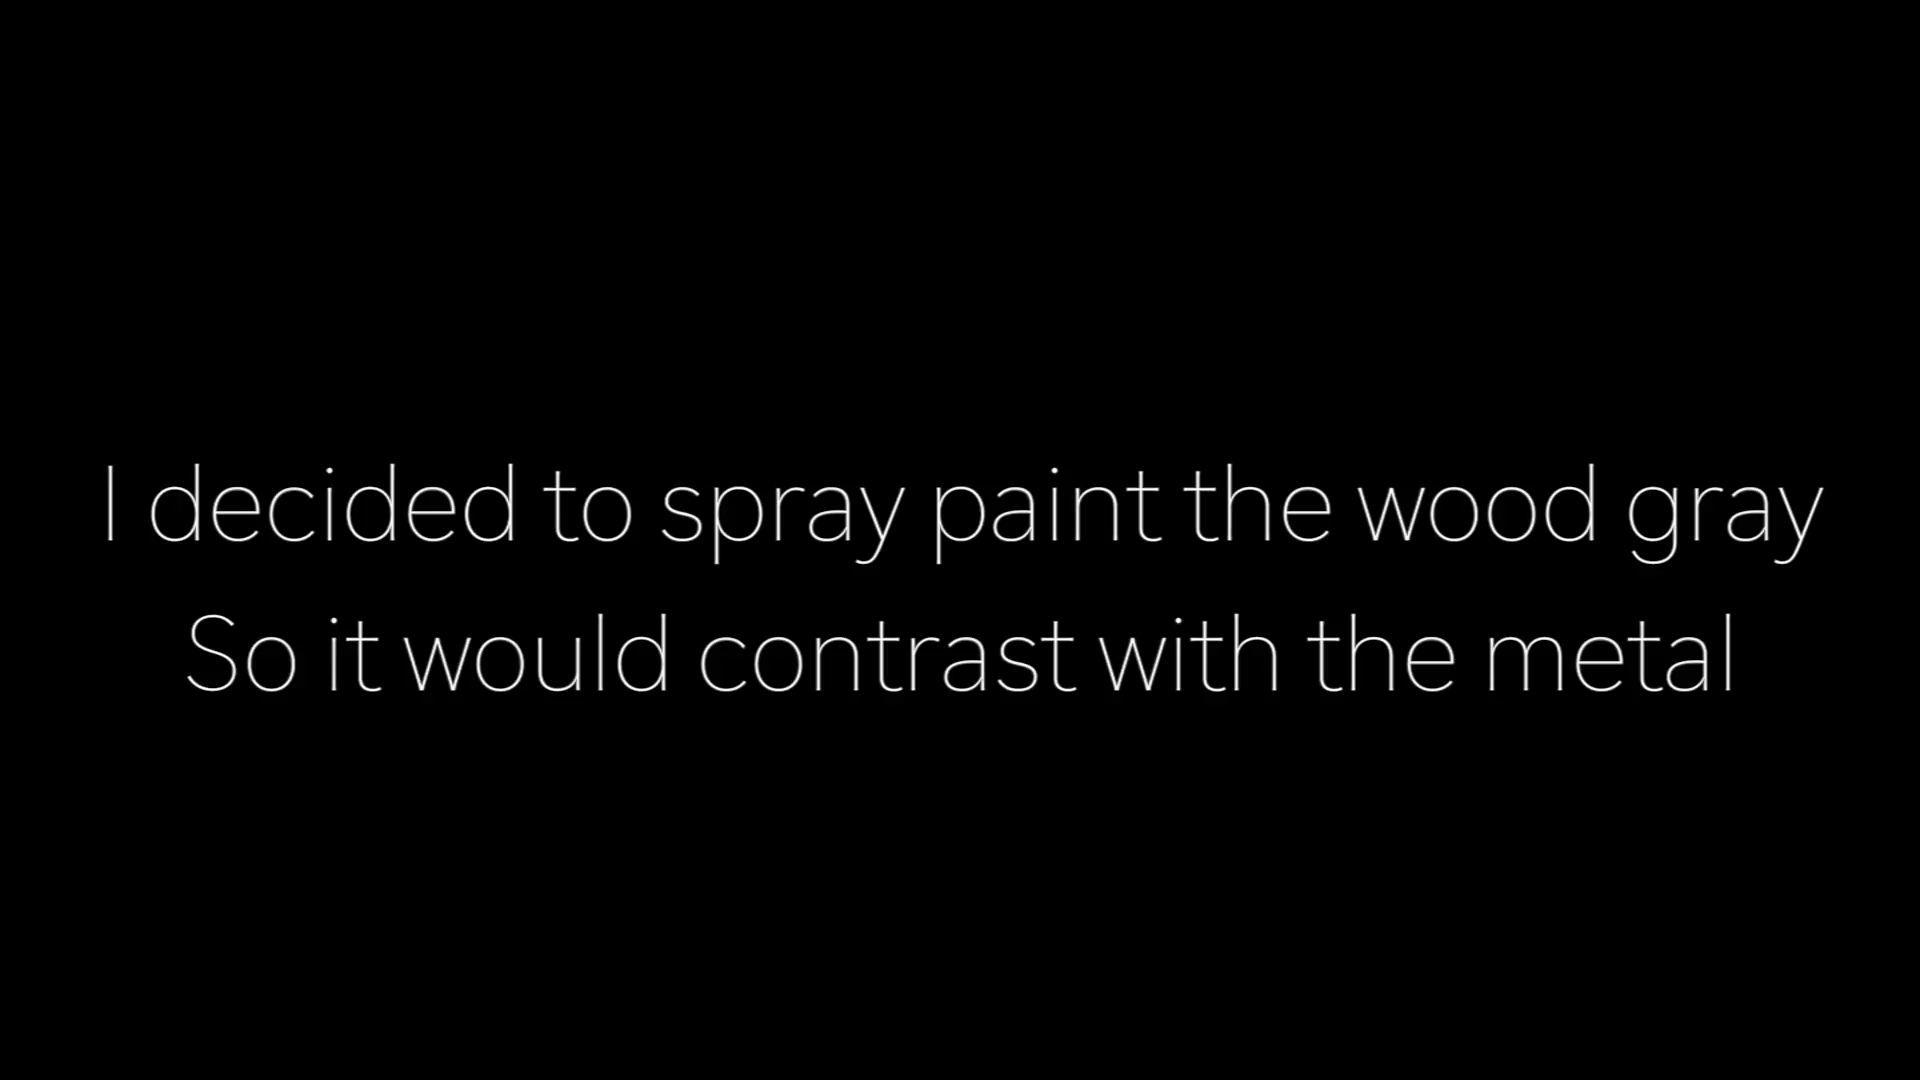 I decided to spray paint the wood gray
So it would contrast with the metal